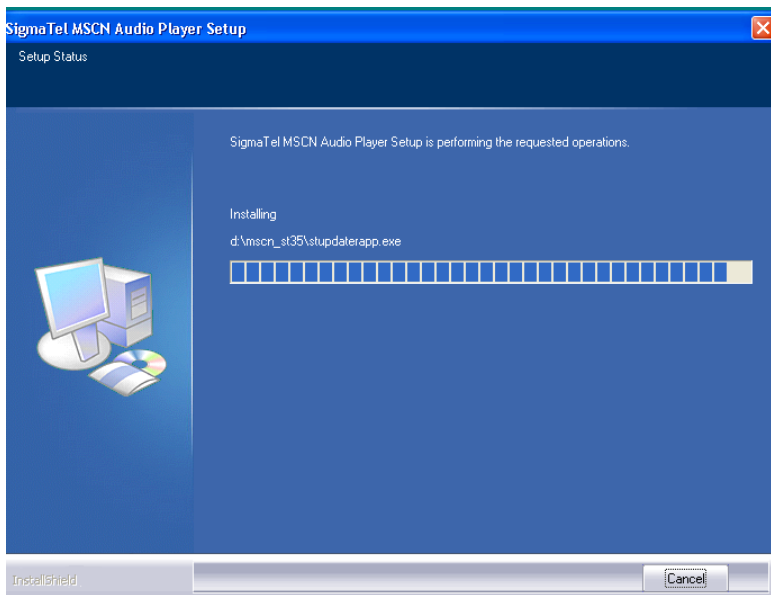 SigmaTel MSCN Audio Player Setup
Setup Status
SigmaTel MSCN Audio Player Setup is performing the requested operations.
Installing
d:\mscn_st35\stupdaterapp.exe
InstallShield
Cancel